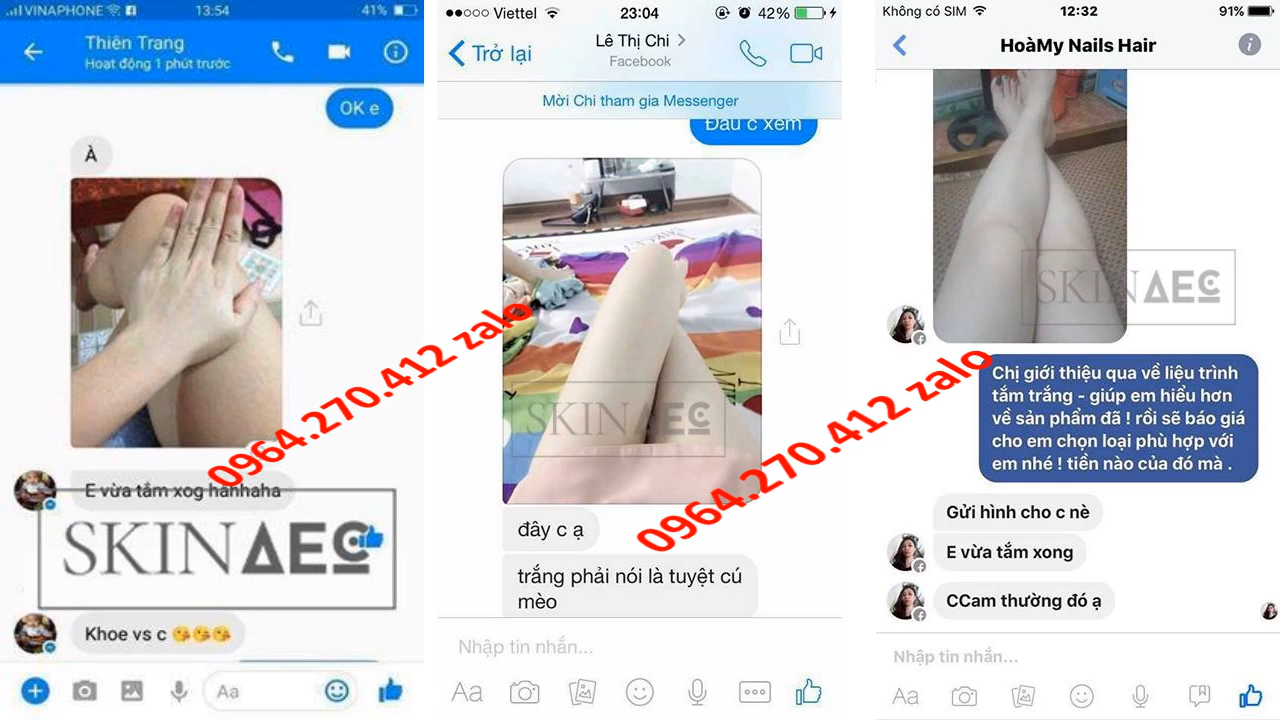 VINAPHONE
13:54
41%
Thiên Trang
Hoạt động 1 phút trước
OK e
À
E vừa tắm xog hanhaha
SKINAEC
Khoe vs c 😘😘😘
Aa
Viettel
23:04
42%
Trở lại
Lê Thị Chi
Facebook
Mời Chi tham gia Messenger
Đâu c xem
SKINAEC
đây c ạ
trắng phải nói là tuyệt cú
mèo
Nhập tin nhắn...
Aa
Không có SIM
12:32
91%
HoàMy Nails Hair
SKINAEC
Chị giới thiệu qua về liệu trình
tắm trắng - giúp em hiểu hơn
về sản phẩm đã ! rồi sẽ báo giá
cho em chọn loại phù hợp với
em nhé ! tiền nào của đó mà .
Gửi hình cho c nè
E vừa tắm xong
CCam thường đó ạ
Nhập tin nhắn...
Aa
0964.270.412 zalo
0964.270.412 zalo